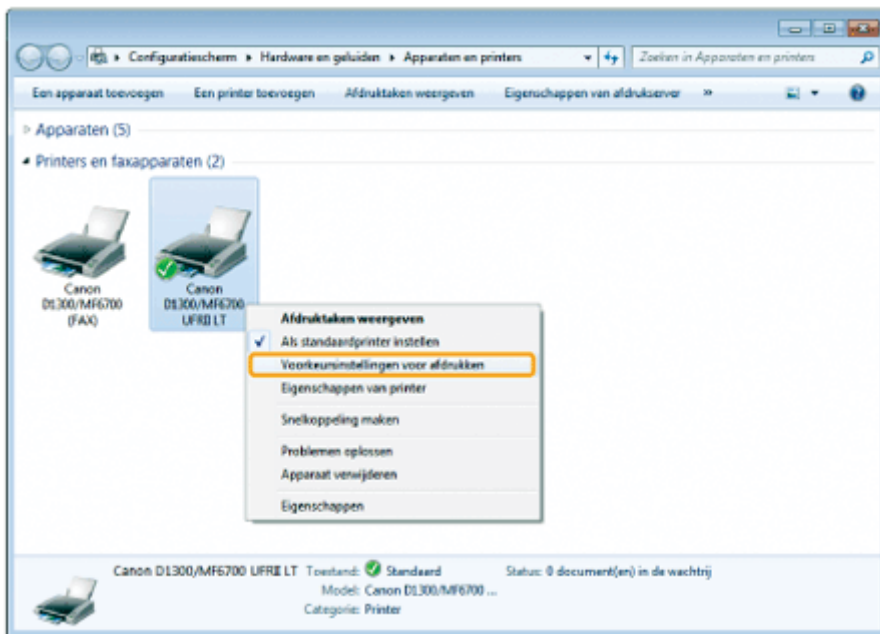 Configuratiescherm ▸ Hardware en geluiden ▸ Apparaten en printers
Zoeken in Apparaten en printers
Een apparaat toevoegen Een printer toevoegen Afdruktaken weergeven Eigenschappen van afdrukserver »
Apparaten (5)
Printers en faxapparaten (2)
Canon
D1300/MF6700
(FAX)
Canon
D1300/MF6700
UFRII LT
Afdruktaken weergeven
Als standaardprinter instellen
Voorkeursinstellingen voor afdrukken
Eigenschappen van printer
Snelkoppeling maken
Problemen oplossen
Apparaat verwijderen
Eigenschappen
Canon D1300/MF6700 UFRII LT Toestand: Standaard Status: 0 document(en) in de wachtrij
Model: Canon D1300/MF6700 ...
Categorie: Printer